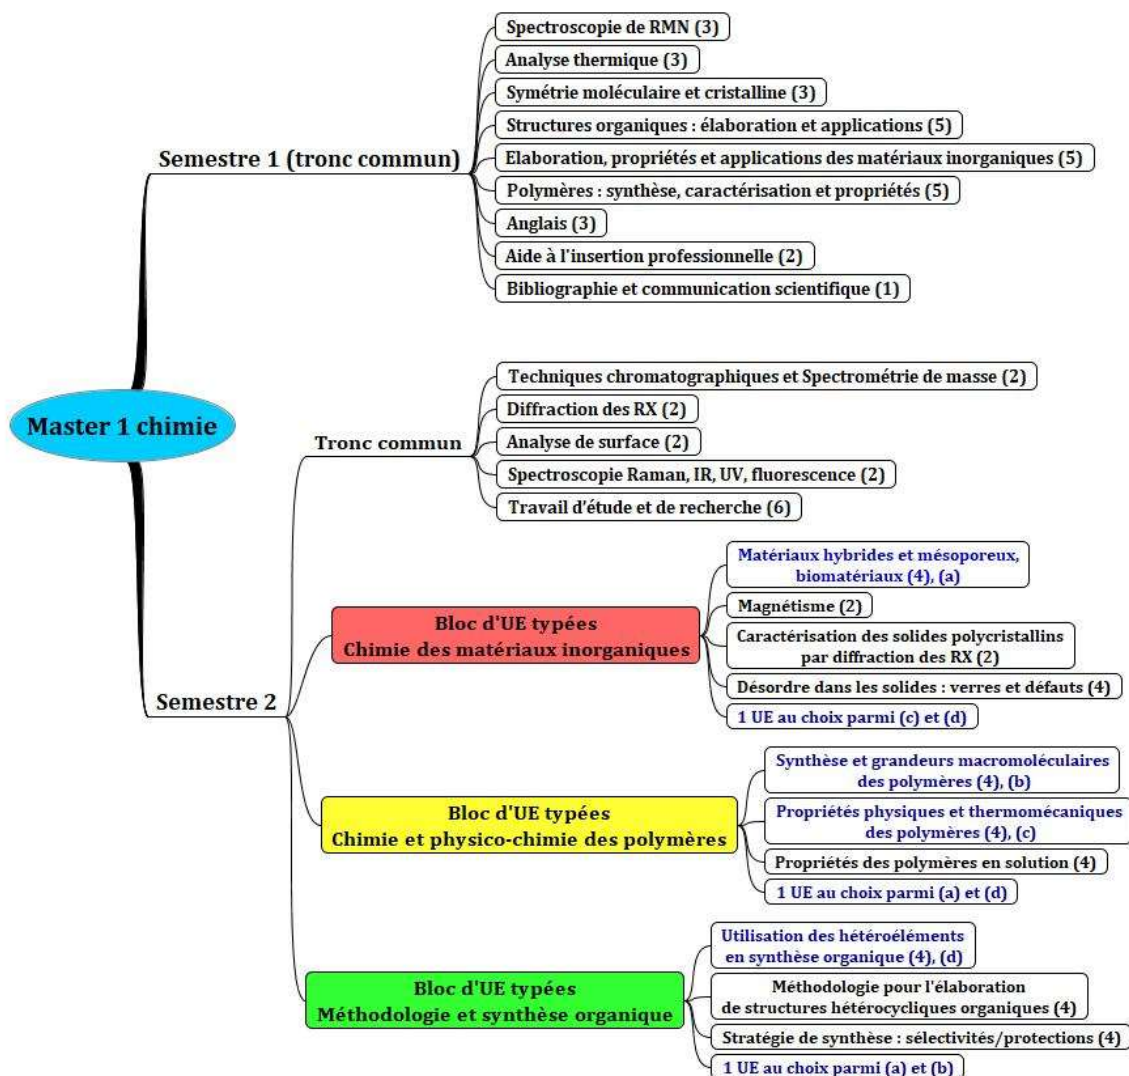 Master 1 chimie
Semestre 1 (tronc commun)
Spectroscopie de RMN (3)
Analyse thermique (3)
Symétrie moléculaire et cristalline (3)
Structures organiques : élaboration et applications (5)
Elaboration, propriétés et applications des matériaux inorganiques (5)
Polymères : synthèse, caractérisation et propriétés (5)
Anglais (3)
Aide à l'insertion professionnelle (2)
Bibliographie et communication scientifique (1)
Semestre 2
Tronc commun
Techniques chromatographiques et Spectrométrie de masse (2)
Diffraction des RX (2)
Analyse de surface (2)
Spectroscopie Raman, IR, UV, fluorescence (2)
Travail d'étude et de recherche (6)
Bloc d'UE typées
Chimie des matériaux inorganiques
Matériaux hybrides et mésoporeux,
biomatériaux (4), (a)
Magnétisme (2)
Caractérisation des solides polycristallins
par diffraction des RX (2)
Désordre dans les solides : verres et défauts (4)
1 UE au choix parmi (c) et (d)
Bloc d'UE typées
Chimie et physico-chimie des polymères
Synthèse et grandeurs macromoléculaires
des polymères (4), (b)
Propriétés physiques et thermomécaniques
des polymères (4), (c)
Propriétés des polymères en solution (4)
1 UE au choix parmi (a) et (d)
Bloc d'UE typées
Méthodologie et synthèse organique
Utilisation des hétéroéléments
en synthèse organique (4), (d)
Méthodologie pour l'élaboration
de structures hétérocycliques organiques (4)
Stratégie de synthèse : sélectivités/protections (4)
1 UE au choix parmi (a) et (b)